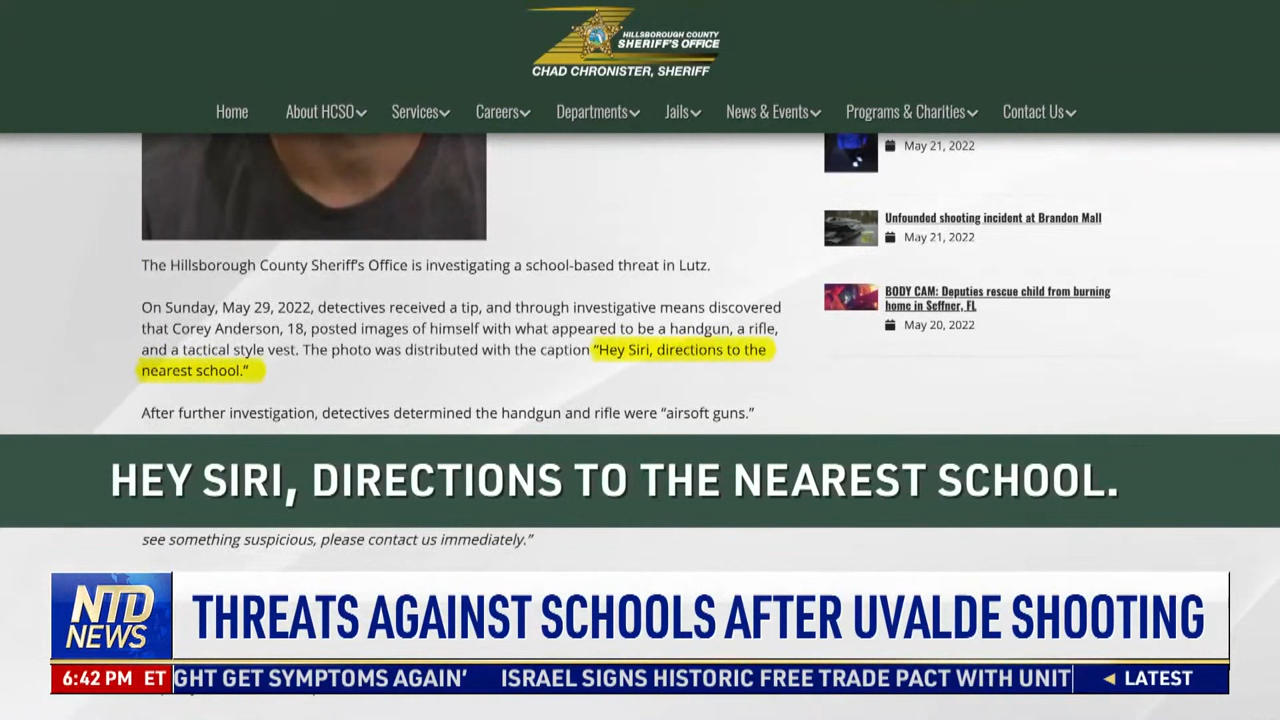 HILLSBOROUGH COUNTY
SHERIFF'S OFFICE
CHAD CHRONISTER, SHERIFF
Home About HCSO Services Careers Departments Jails News & Events Programs & Charities Contact Us
May 21, 2022
Unfounded shooting incident at Brandon Mall
May 21, 2022
BODY CAM: Deputies rescue child from burning
home in Seffner, FL
May 20, 2022
The Hillsborough County Sheriff's Office is investigating a school-based threat in Lutz.
On Sunday, May 29, 2022, detectives received a tip, and through investigative means discovered
that Corey Anderson, 18, posted images of himself with what appeared to be a handgun, a rifle,
and a tactical style vest. The photo was distributed with the caption "Hey Siri, directions to the
nearest school."
After further investigation, detectives determined the handgun and rifle were "airsoft guns."
HEY SIRI, DIRECTIONS TO THE NEAREST SCHOOL.
see something suspicious, please contact us immediately."
NTD
NEWS
THREATS AGAINST SCHOOLS AFTER UVALDE SHOOTING
6:42 PM ET GHT GET SYMPTOMS AGAIN' ISRAEL SIGNS HISTORIC FREE TRADE PACT WITH UNIT LATEST